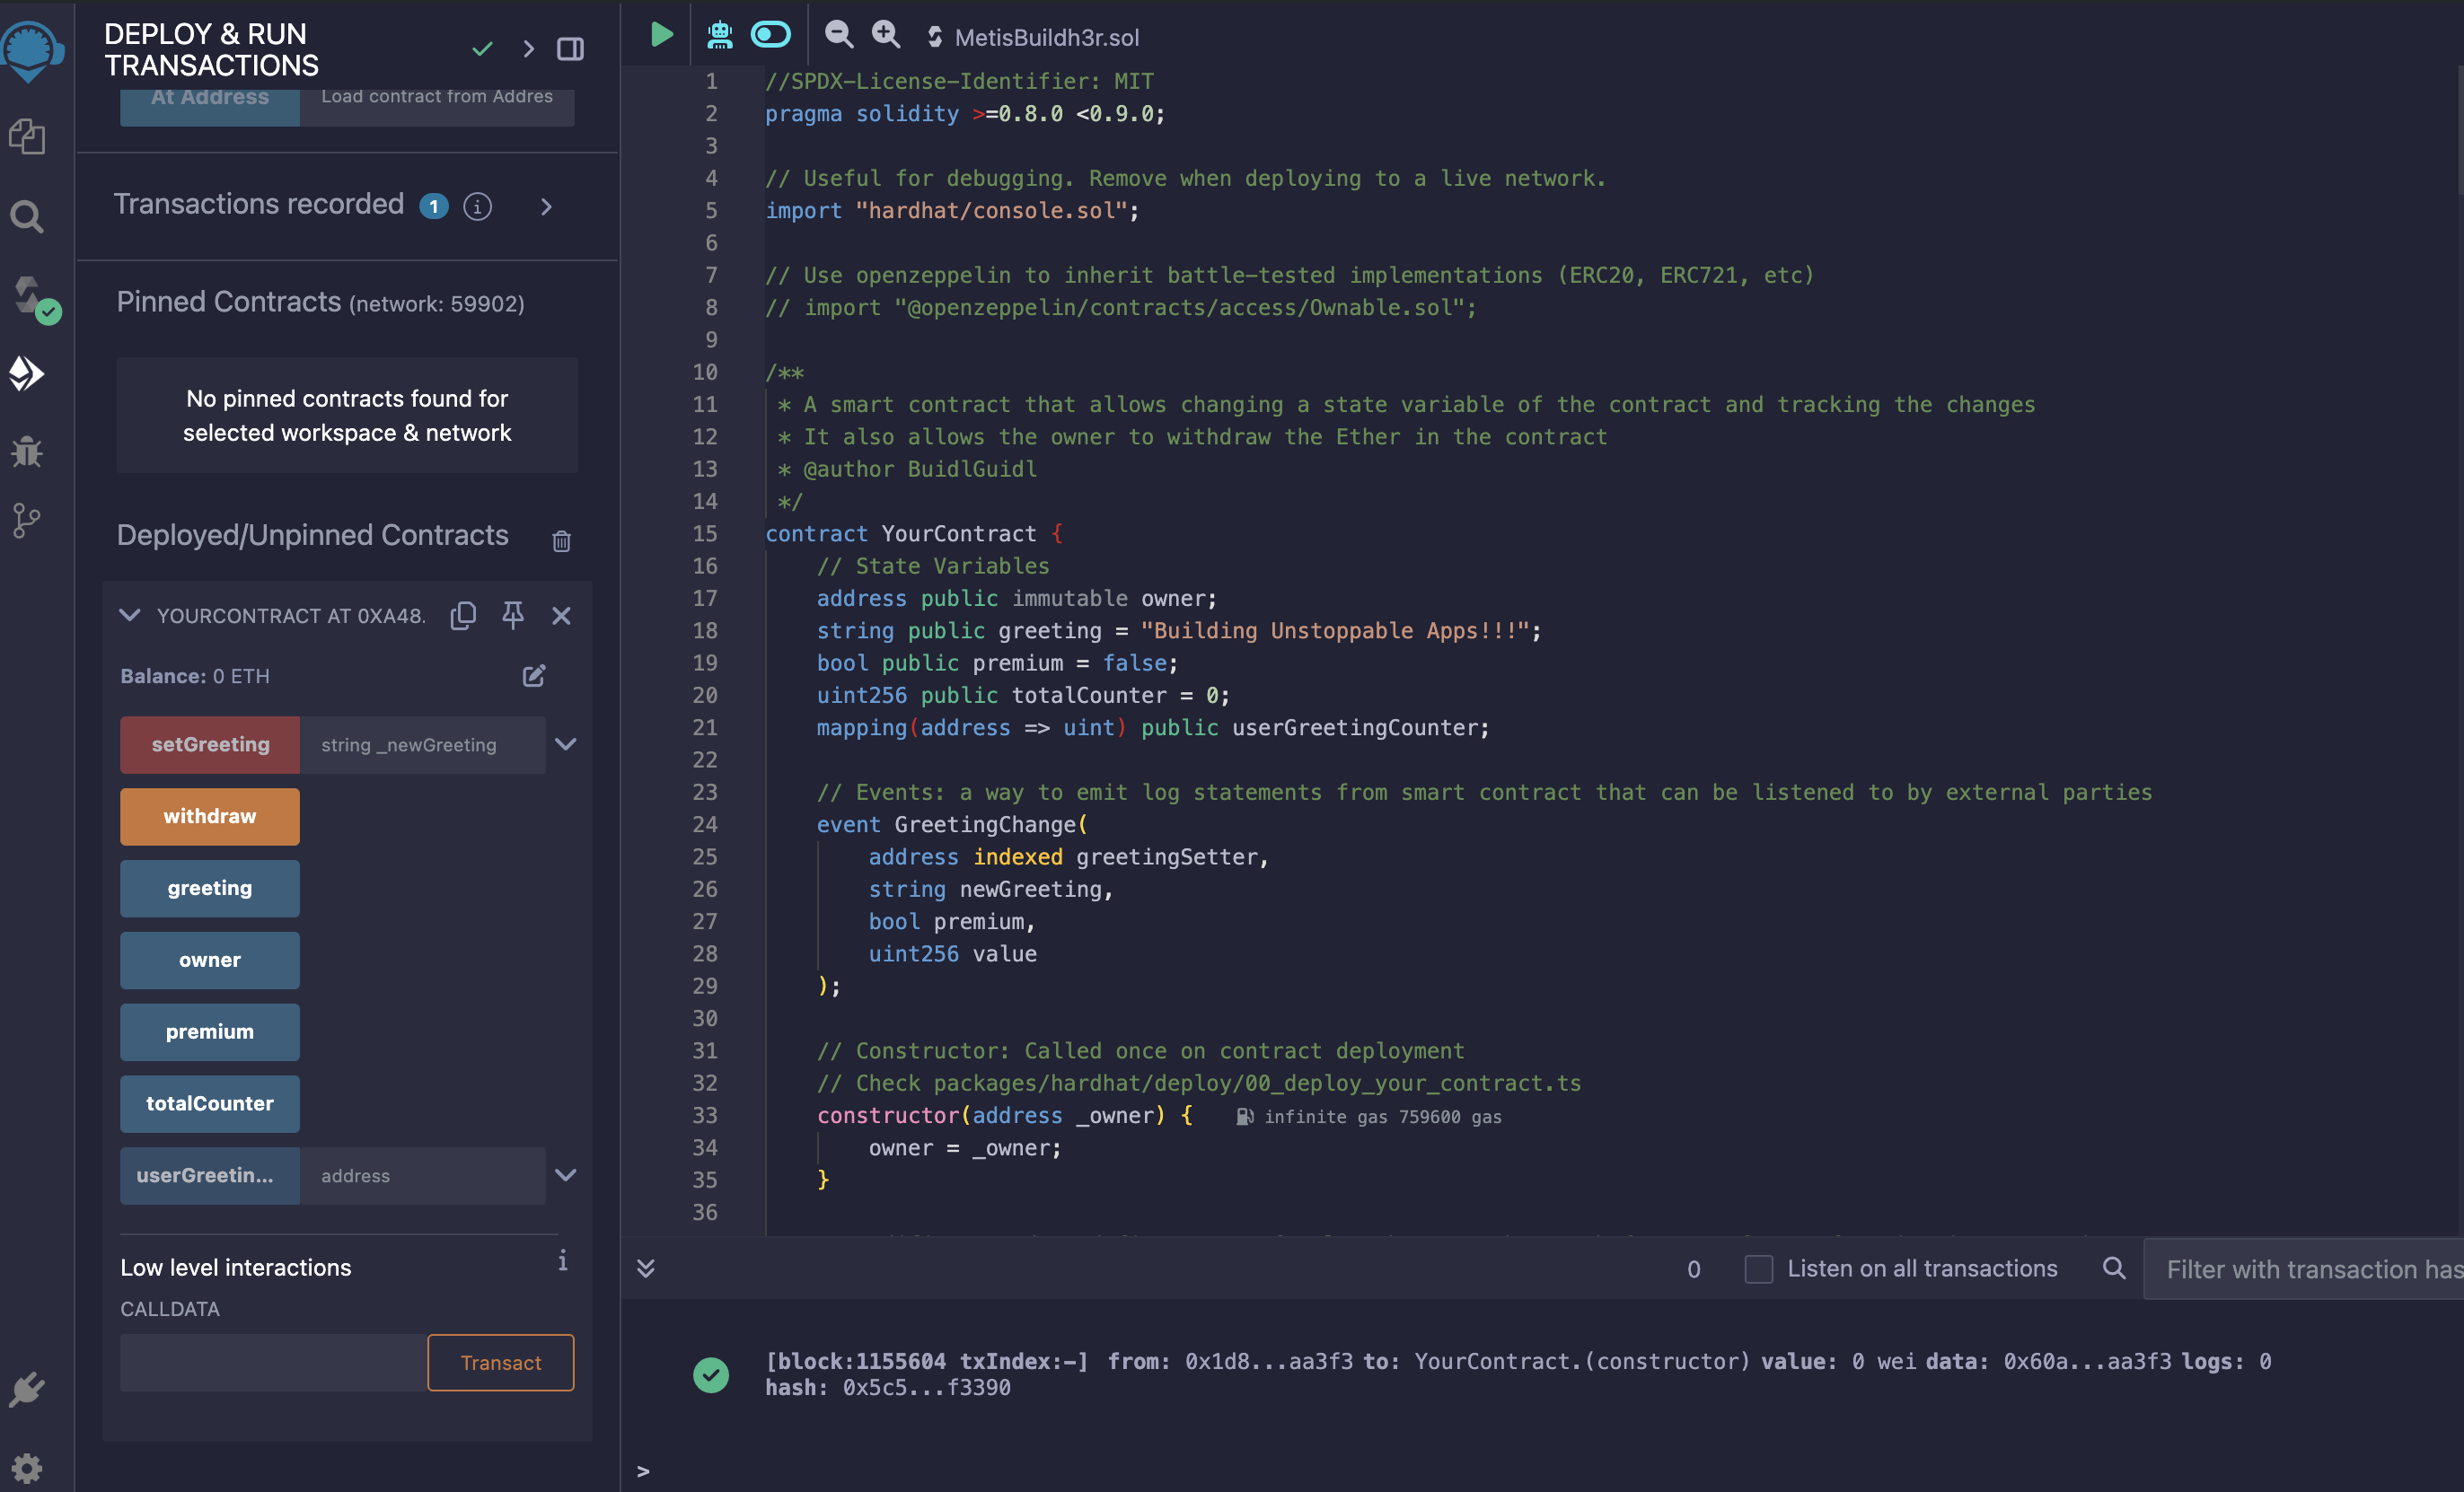 DEPLOY & RUN
TRANSACTIONS
At Address
Load contract from Addres
Transactions recorded 1 i
Pinned Contracts (network: 59902)
No pinned contracts found for
selected workspace & network
Deployed/Unpinned Contracts
YOURCONTRACT AT 0XA48.
Balance: 0 ETH
setGreeting string _newGreeting
withdraw
greeting
owner
premium
totalCounter
userGreetin... address
Low level interactions i
CALLDATA
Transact
MetisBuildh3r.sol
1 //SPDX-License-Identifier: MIT
2 pragma solidity >=0.8.0 <0.9.0;
3
4 // Useful for debugging. Remove when deploying to a live network.
5 import "hardhat/console.sol";
6
7 // Use openzeppelin to inherit battle-tested implementations (ERC20, ERC721, etc)
8 // import "@openzeppelin/contracts/access/Ownable.sol";
9
10 /**
11 * A smart contract that allows changing a state variable of the contract and tracking the changes
12 * It also allows the owner to withdraw the Ether in the contract
13 * @author BuidlGuidl
14 */
15 contract YourContract {
16 // State Variables
17 address public immutable owner;
18 string public greeting = "Building Unstoppable Apps!!!";
19 bool public premium = false;
20 uint256 public totalCounter = 0;
21 mapping(address => uint) public userGreetingCounter;
22
23 // Events: a way to emit log statements from smart contract that can be listened to by external parties
24 event GreetingChange(
25 address indexed greetingSetter,
26 string newGreeting,
27 bool premium,
28 uint256 value
29 );
30
31 // Constructor: Called once on contract deployment
32 // Check packages/hardhat/deploy/00_deploy_your_contract.ts
33 constructor(address _owner) { infinite gas 759600 gas
34 owner = _owner;
35 }
36
0 Listen on all transactions Filter with transaction has
[block:1155604 txIndex:-] from: 0x1d8...aa3f3 to: YourContract.(constructor) value: 0 wei data: 0x60a...aa3f3 logs: 0
hash: 0x5c5...f3390
>